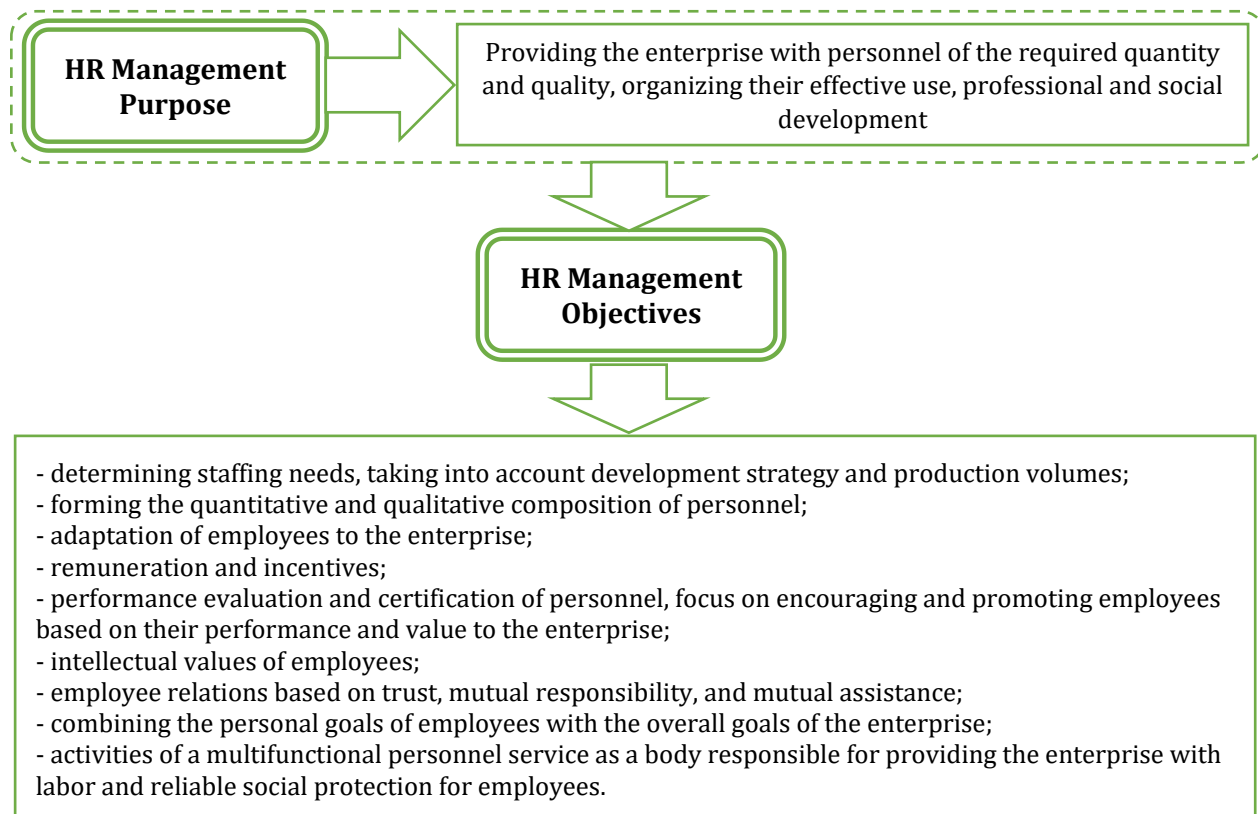 HR Management
Purpose
Providing the enterprise with personnel of the required quantity
and quality, organizing their effective use, professional and social
development
HR Management
Objectives
- determining staffing needs, taking into account development strategy and production volumes;
- forming the quantitative and qualitative composition of personnel;
- adaptation of employees to the enterprise;
- remuneration and incentives;
- performance evaluation and certification of personnel, focus on encouraging and promoting employees
based on their performance and value to the enterprise;
- intellectual values of employees;
- employee relations based on trust, mutual responsibility, and mutual assistance;
- combining the personal goals of employees with the overall goals of the enterprise;
- activities of a multifunctional personnel service as a body responsible for providing the enterprise with
labor and reliable social protection for employees.